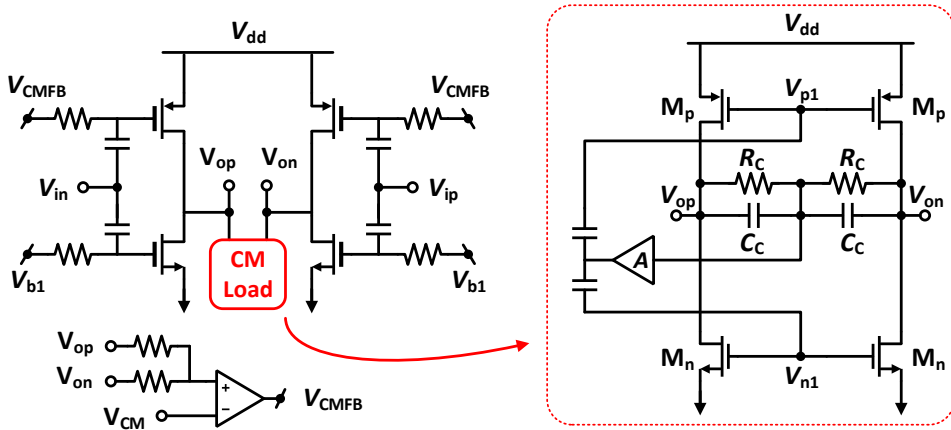 Vdd
VCMFB
VCMFB
Vop
Von
Vin
Vip
CM
Load
Vb1
Vb1
Vop
Von
VCM
+
−
VCMFB
Vdd
Vp1
Mp
Mp
RC
RC
Vop
Von
CC
CC
A
Mn
Mn
Vn1